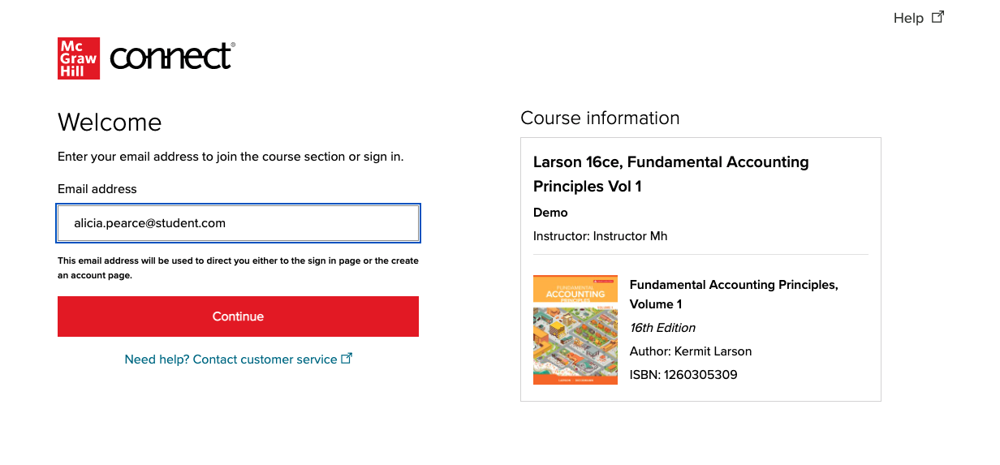 Help
Mc
Graw
Hill
connect®
Welcome
Enter your email address to join the course section or sign in.
Email address
alicia.pearce@student.com
This email address will be used to direct you either to the sign in page or the create
an account page.
Continue
Need help? Contact customer service
Course information
Larson 16ce, Fundamental Accounting
Principles Vol 1
Demo
Instructor: Instructor Mh
FUNDAMENTAL
ACCOUNTING
PRINCIPLES
VOLUME 1
Fundamental Accounting Principles,
Volume 1
16th Edition
Author: Kermit Larson
ISBN: 1260305309